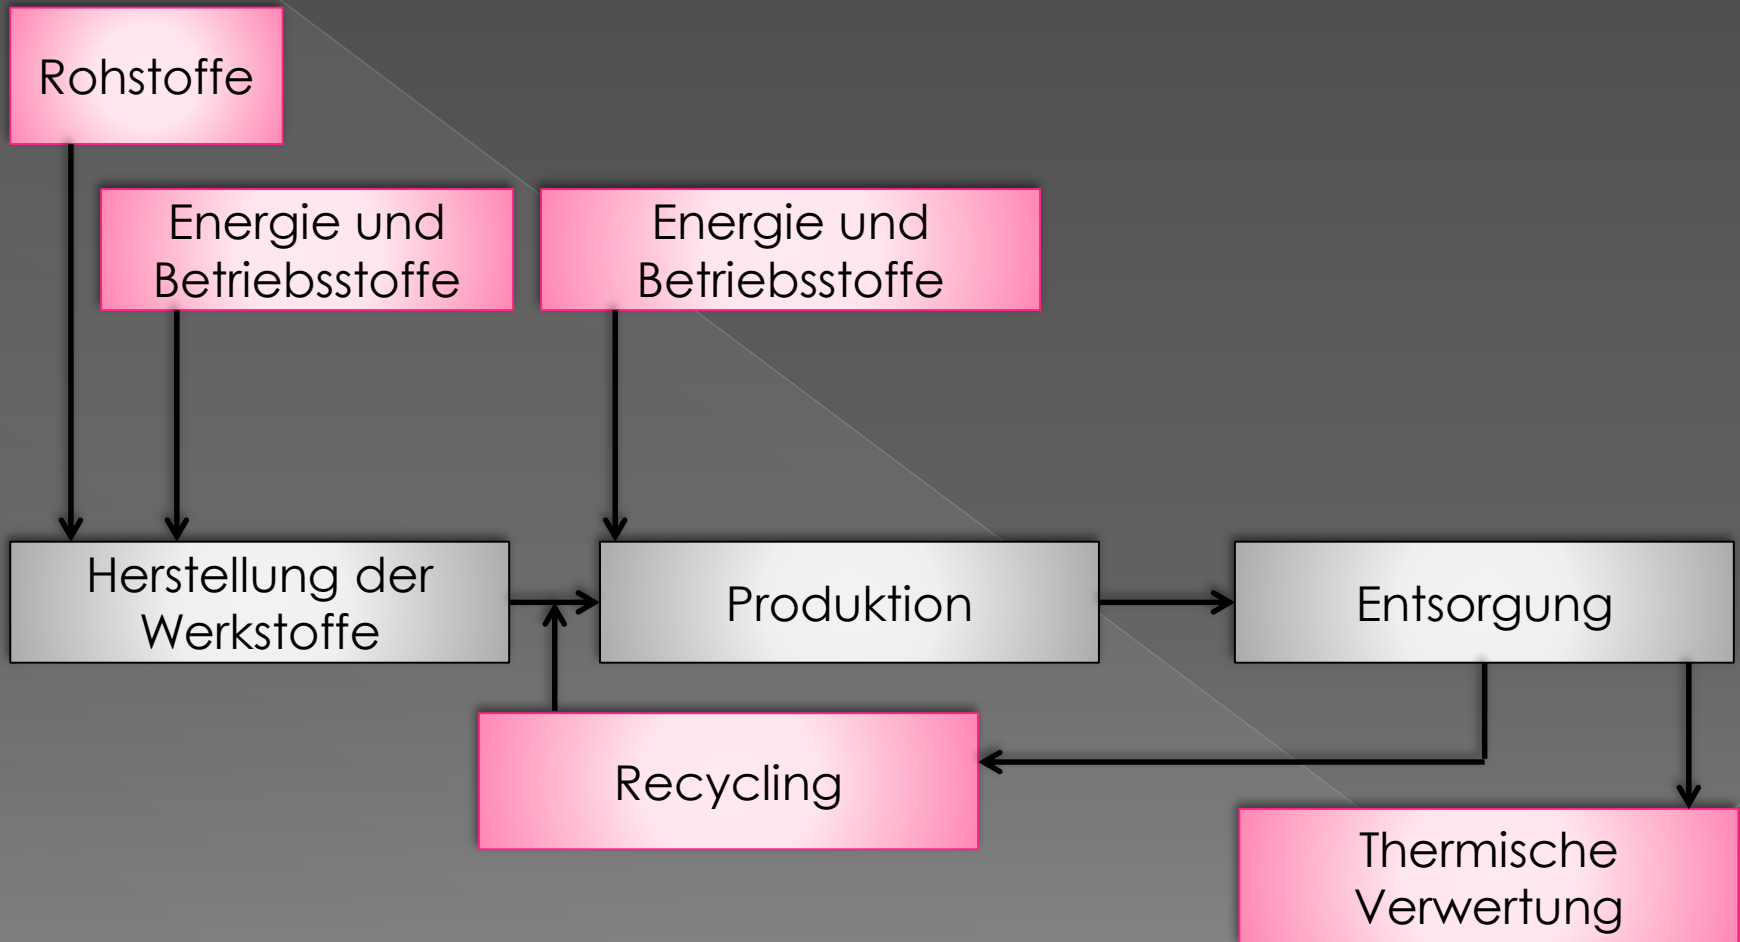 Rohstoffe
Energie und
Betriebsstoffe
Energie und
Betriebsstoffe
Herstellung der
Werkstoffe
Produktion
Entsorgung
Recycling
Thermische
Verwertung